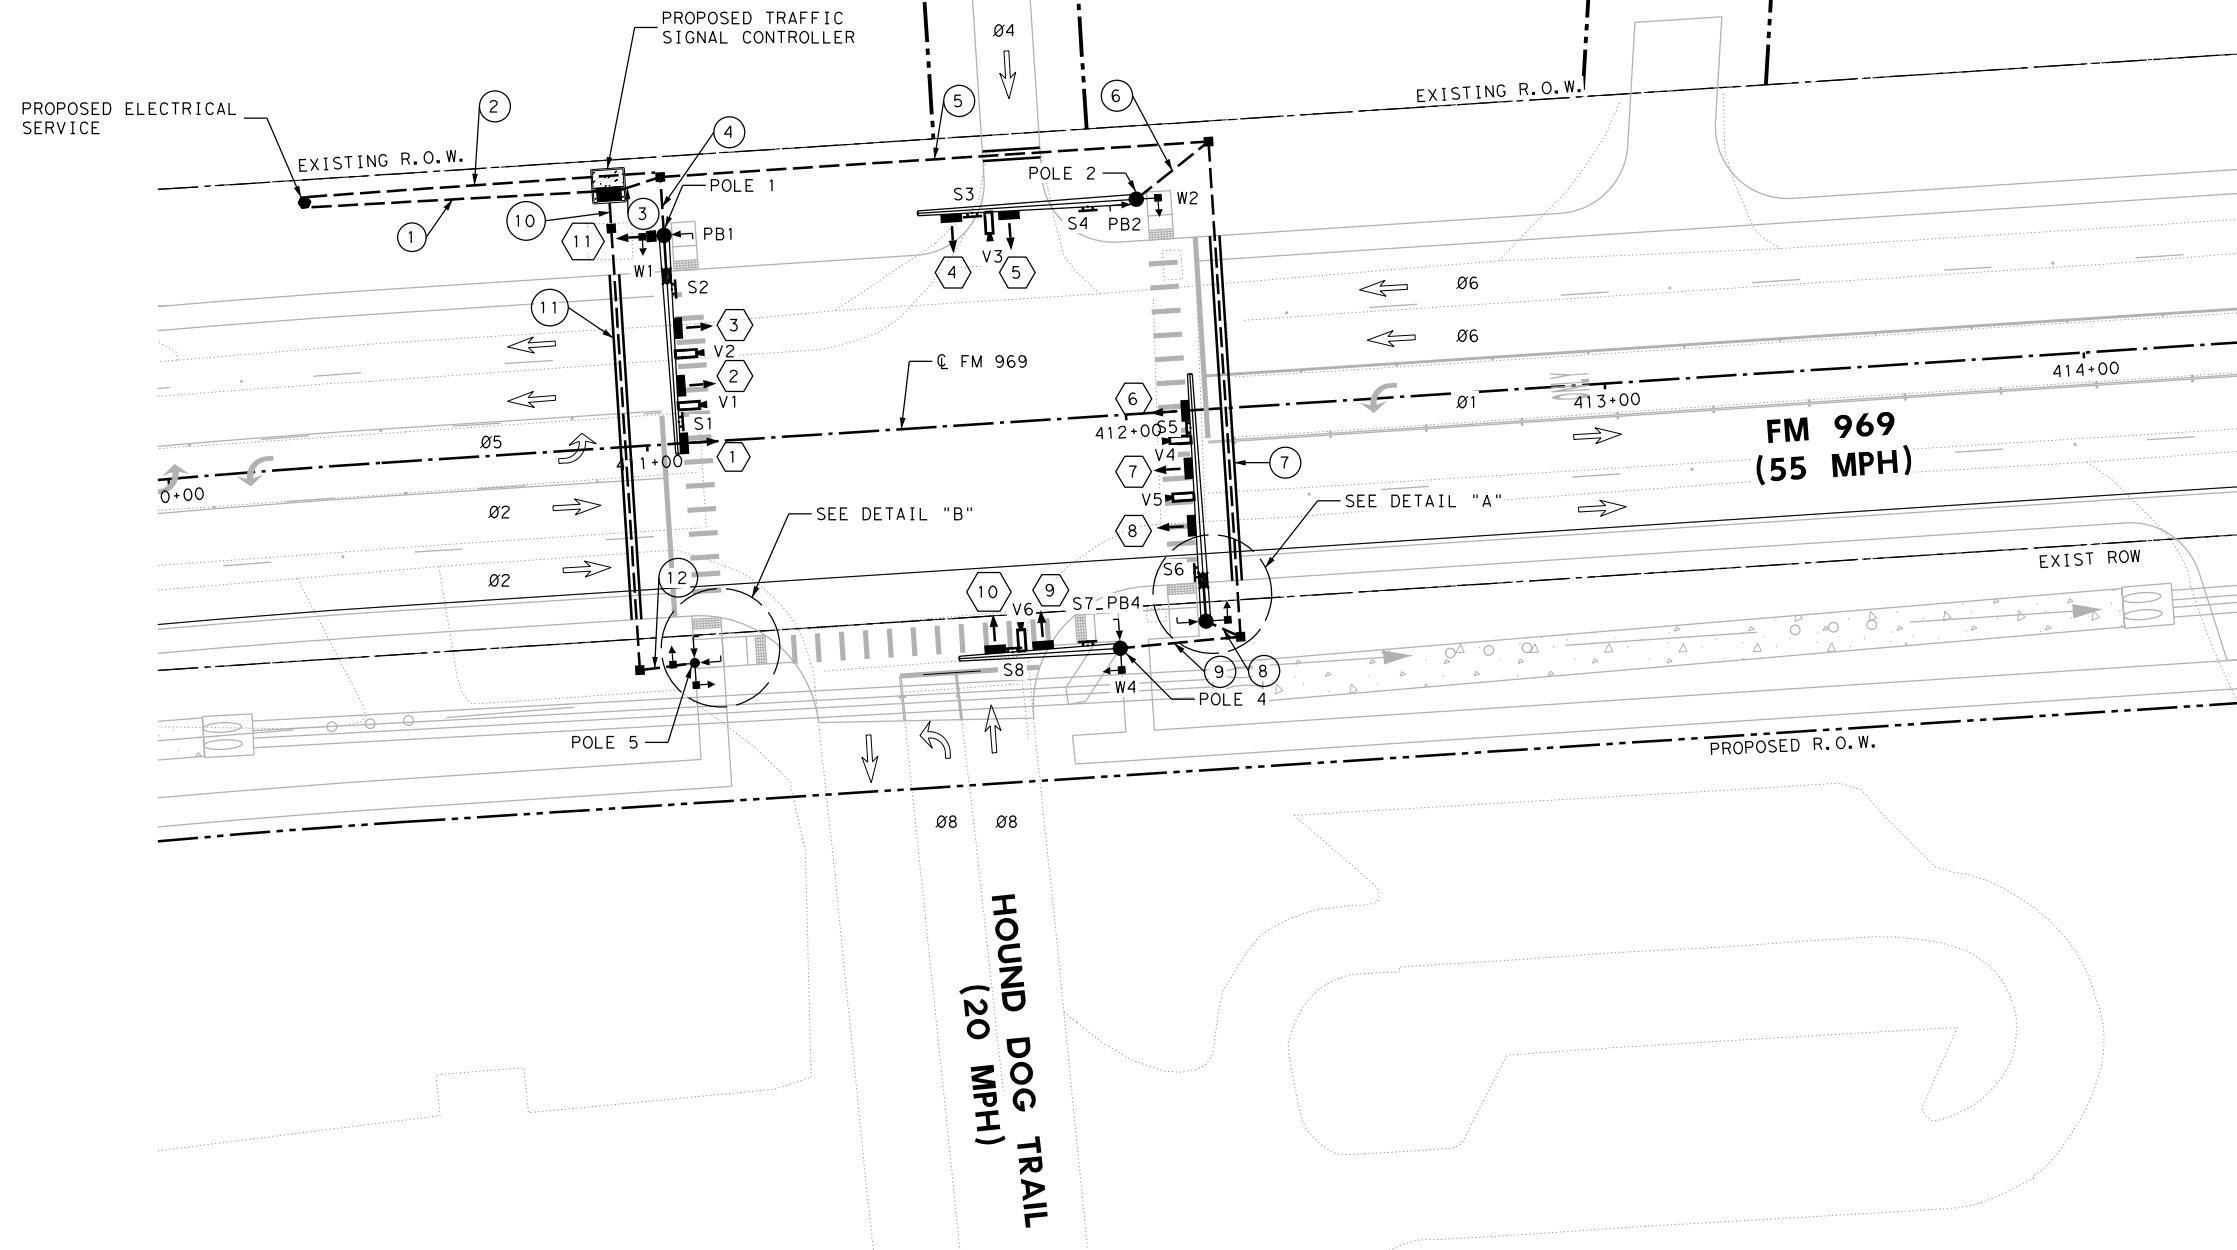 PROPOSED TRAFFIC
SIGNAL CONTROLLER
Ø4
PROPOSED ELECTRICAL
SERVICE
2
5
6
EXISTING R.O.W.
4
EXISTING R.O.W.
POLE 1
POLE 2
S3
W2
10
3
1
11
PB1
S4
PB2
V3
W1
S2
4
5
Ø6
11
3
V2
Ø6
2
℄ FM 969
414+00
V1
6
Ø1
413+00
S1
412+00
S5
FM 969
(55 MPH)
Ø5
1
1+00
V4
7
7
0+00
V5
SEE DETAIL "A"
Ø2
SEE DETAIL "B"
8
EXIST ROW
12
S6
Ø2
10
V6
9
S7
PB4
S8
9
8
W4
POLE 4
POLE 5
PROPOSED R.O.W.
Ø8
Ø8
HOUND DOG TRAIL
(20 MPH)